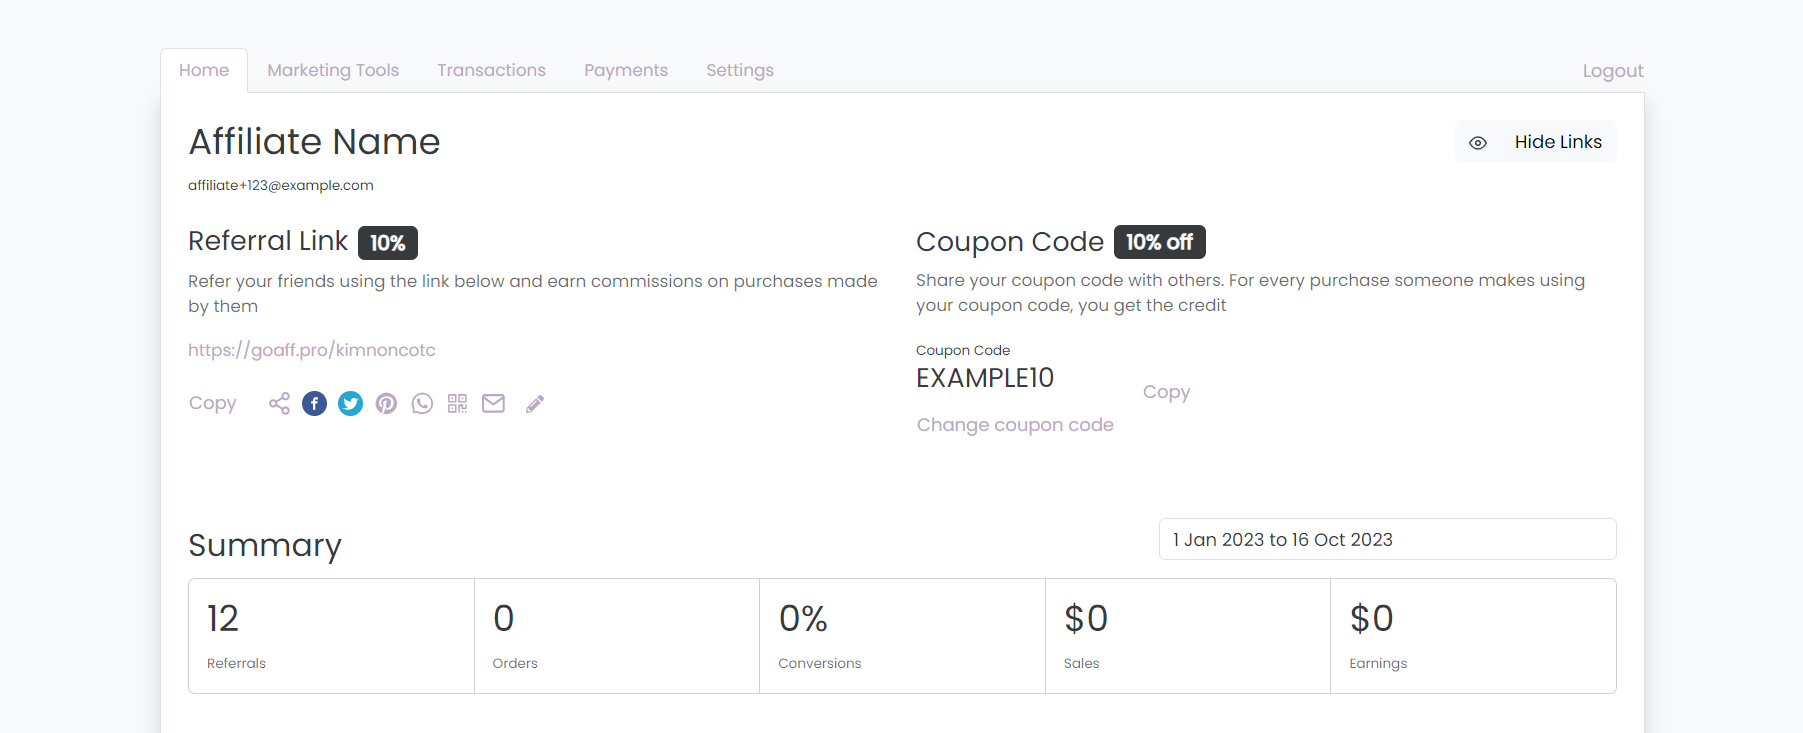 Home Marketing Tools Transactions Payments Settings Logout
Affiliate Name
Hide Links
affiliate+123@example.com
Referral Link 10%
Refer your friends using the link below and earn commissions on purchases made
by them
https://goaff.pro/kimnoncotc
Copy
Coupon Code 10% off
Share your coupon code with others. For every purchase someone makes using
your coupon code, you get the credit
Coupon Code
EXAMPLE10
Copy
Change coupon code
Summary
1 Jan 2023 to 16 Oct 2023
12
Referrals
0
Orders
0%
Conversions
$0
Sales
$0
Earnings